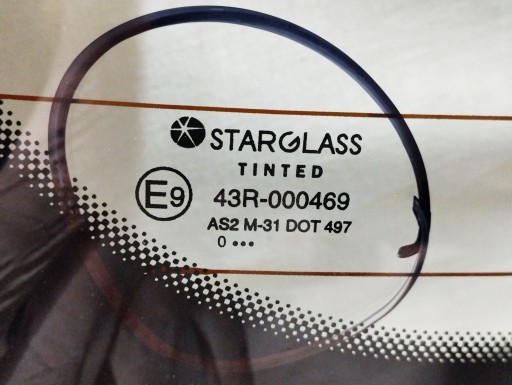 STARGLASS
TINTED
E9 43R-000469
AS2 M-31 DOT 497
0 •••